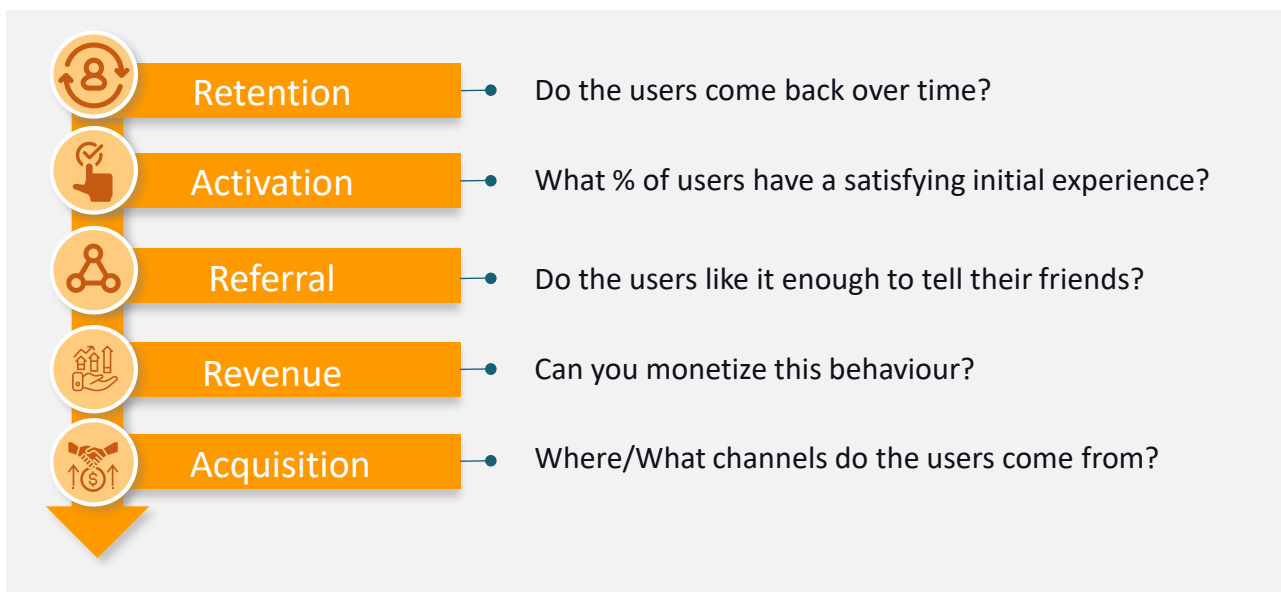 Retention
Do the users come back over time?
Activation
What % of users have a satisfying initial experience?
Referral
Do the users like it enough to tell their friends?
Revenue
Can you monetize this behaviour?
Acquisition
Where/What channels do the users come from?
$